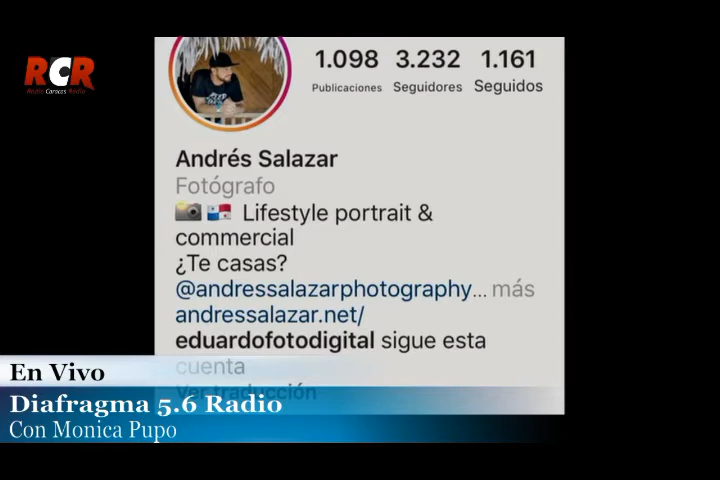 RCR
Radio Caracas Radio
1.098 3.232 1.161
Publicaciones Seguidores Seguidos
Andrés Salazar
Fotógrafo
Lifestyle portrait &
commercial
¿Te casas?
@andressalazarphotography... más
andressalazar.net/
eduardofotodigital sigue esta
cuenta
Ver traducción
En Vivo
Diafragma 5.6 Radio
Con Monica Pupo